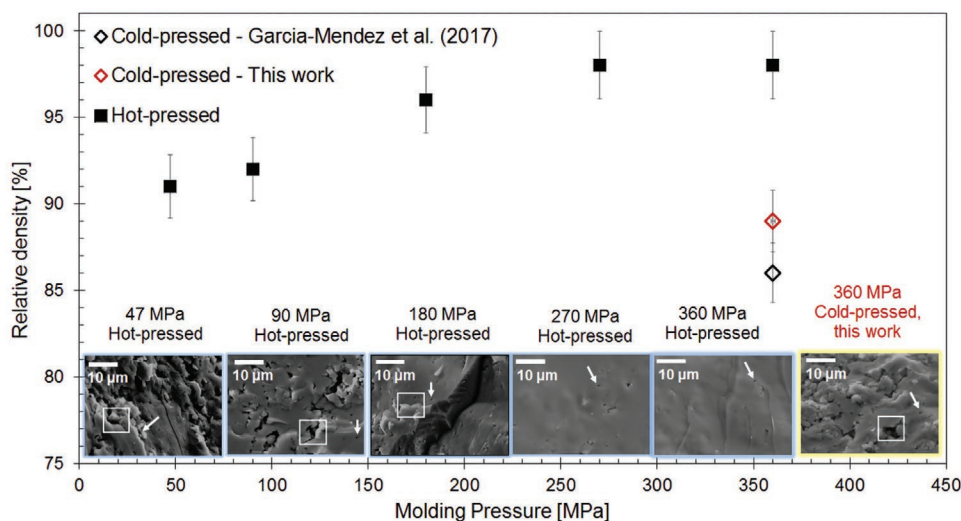 100
95
90
85
80
75
Relative density [%]
Cold-pressed - Garcia-Mendez et al. (2017)
Cold-pressed - This work
Hot-pressed
47 MPa
Hot-pressed
90 MPa
Hot-pressed
180 MPa
Hot-pressed
270 MPa
Hot-pressed
360 MPa
Hot-pressed
360 MPa
Cold-pressed,
this work
10 µm
10 µm
10 µm
10 µm
10 µm
10 µm
0
50
100
150
200
250
300
350
400
450
Molding Pressure [MPa]